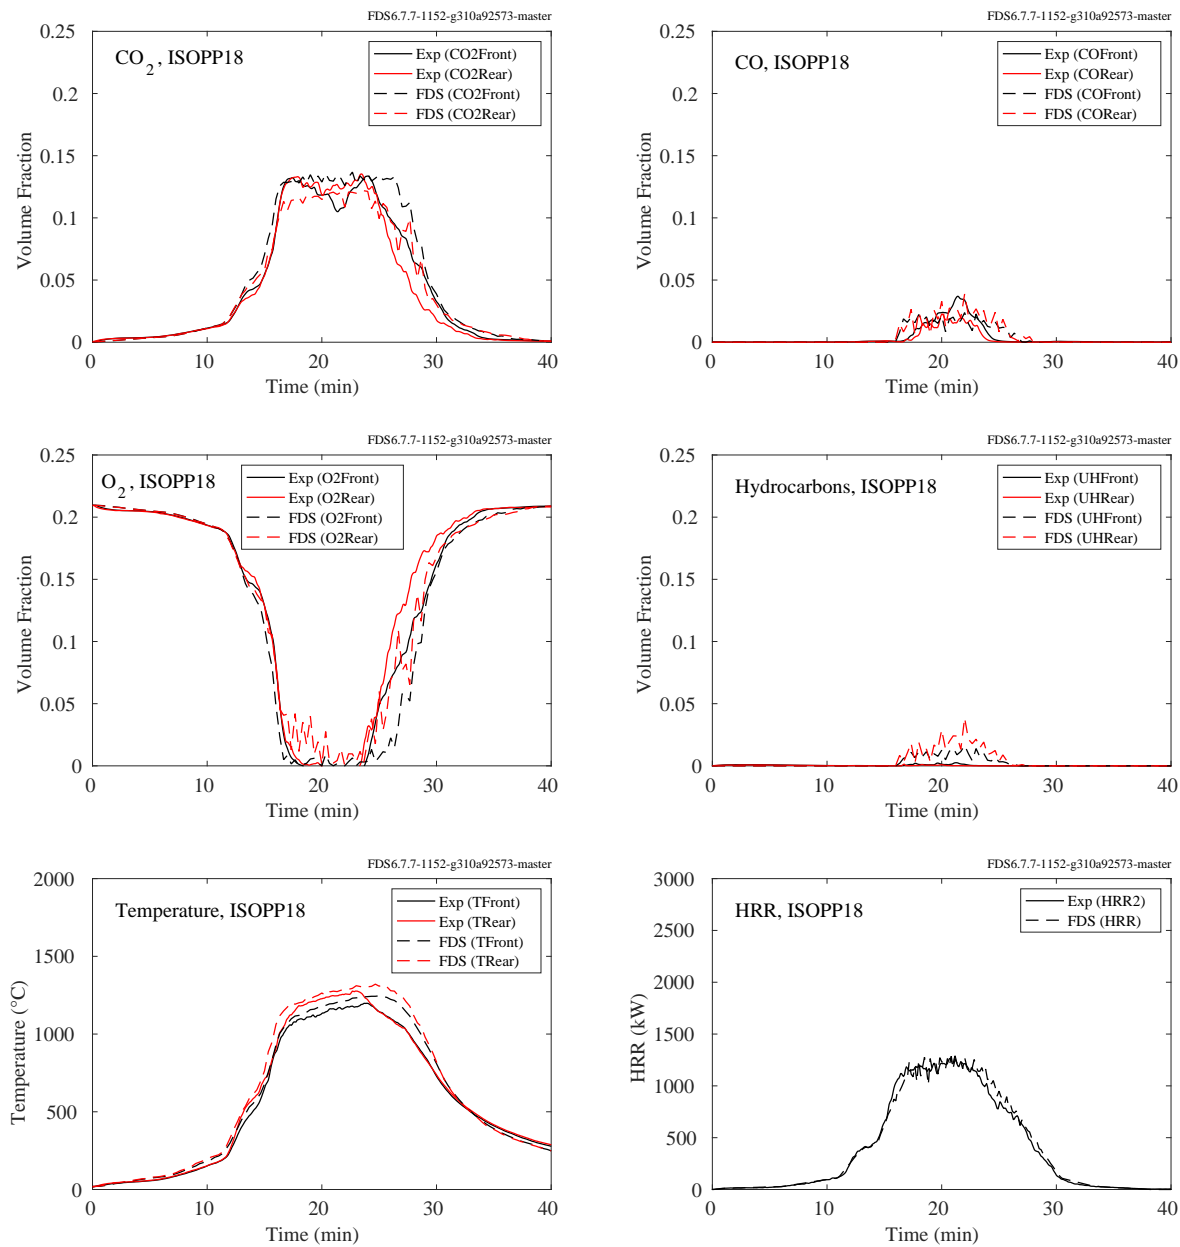 FDS6.7.7-1152-g310a92573-master
CO2, ISOPP18
Exp (CO2Front)
Exp (CO2Rear)
FDS (CO2Front)
FDS (CO2Rear)
0.25
0.2
0.15
0.1
0.05
0
Volume Fraction
0 10 20 30 40
Time (min)
FDS6.7.7-1152-g310a92573-master
CO, ISOPP18
Exp (COFront)
Exp (CORear)
FDS (COFront)
FDS (CORear)
0.25
0.2
0.15
0.1
0.05
0
Volume Fraction
0 10 20 30 40
Time (min)
FDS6.7.7-1152-g310a92573-master
O2, ISOPP18
Exp (O2Front)
Exp (O2Rear)
FDS (O2Front)
FDS (O2Rear)
0.25
0.2
0.15
0.1
0.05
0
Volume Fraction
0 10 20 30 40
Time (min)
FDS6.7.7-1152-g310a92573-master
Hydrocarbons, ISOPP18
Exp (UHFront)
Exp (UHRear)
FDS (UHFront)
FDS (UHRear)
0.25
0.2
0.15
0.1
0.05
0
Volume Fraction
0 10 20 30 40
Time (min)
FDS6.7.7-1152-g310a92573-master
Temperature, ISOPP18
Exp (TFront)
Exp (TRear)
FDS (TFront)
FDS (TRear)
2000
1500
1000
500
0
Temperature (°C)
0 10 20 30 40
Time (min)
FDS6.7.7-1152-g310a92573-master
HRR, ISOPP18
Exp (HRR2)
FDS (HRR)
3000
2500
2000
1500
1000
500
0
HRR (kW)
0 10 20 30 40
Time (min)